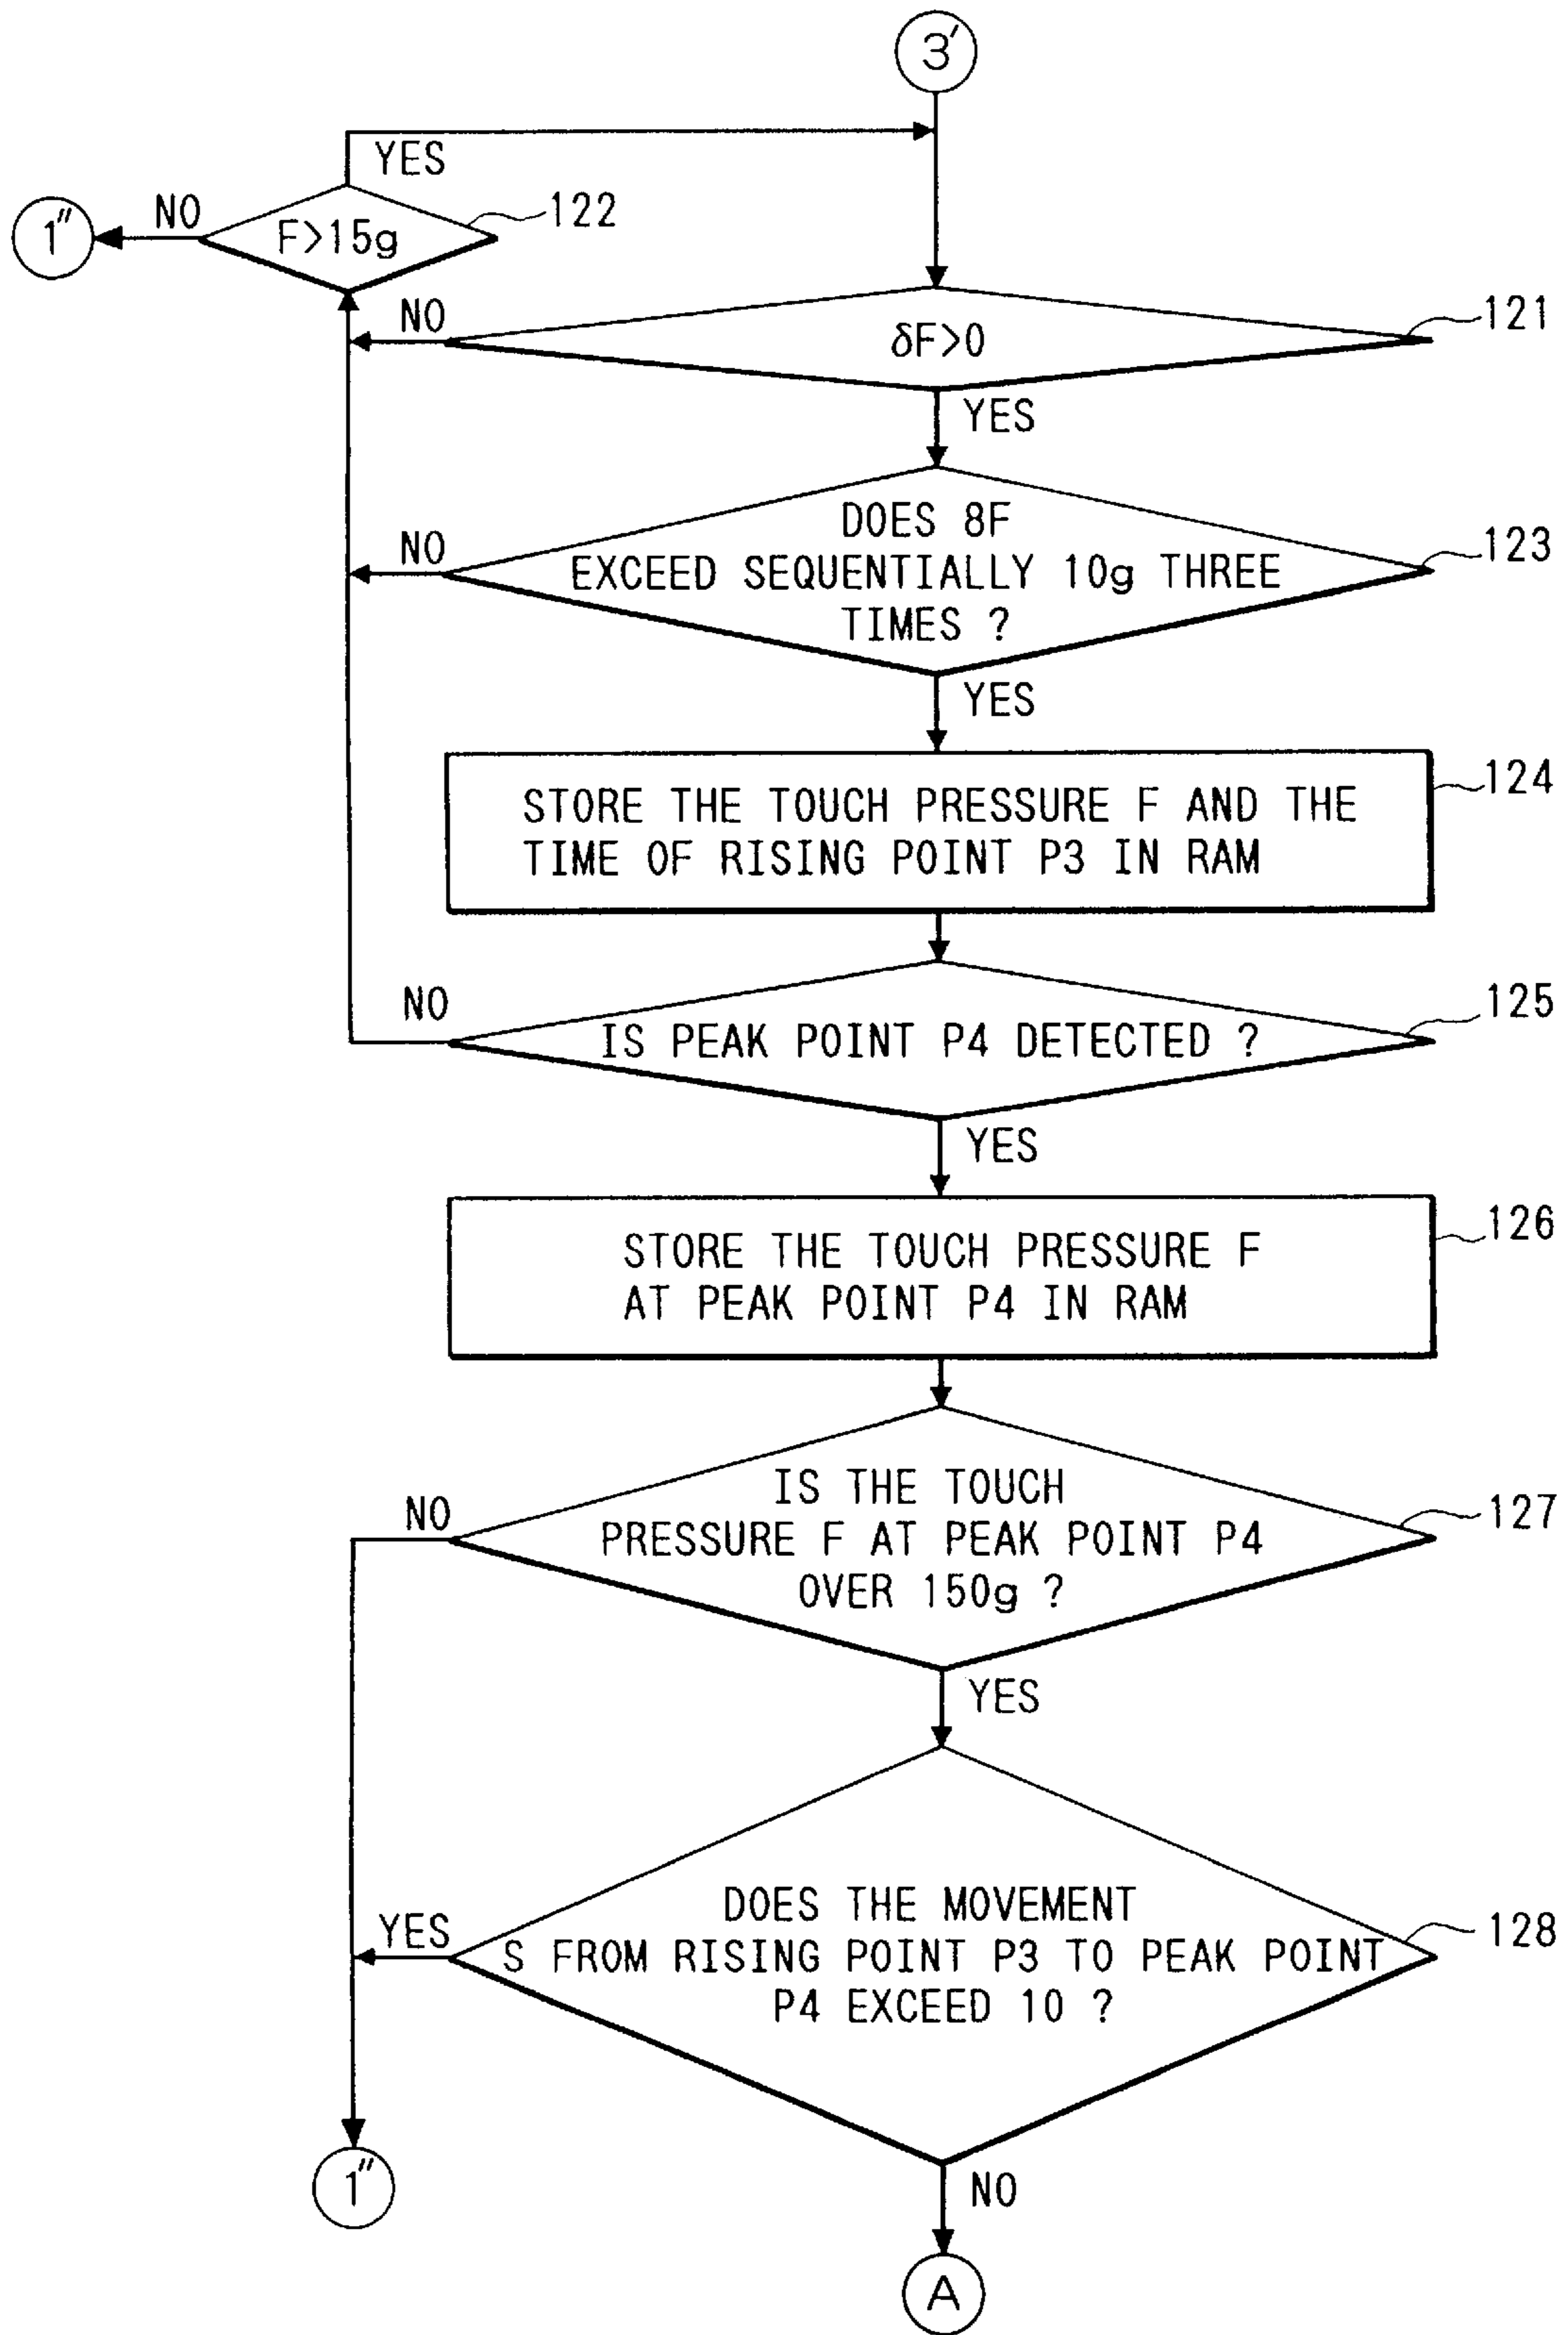 3'
YES
1" NO F>15g 122
NO δF>0 121
YES
DOES 8F
NO EXCEED SEQUENTIALLY 10g THREE 123
TIMES ?
YES
STORE THE TOUCH PRESSURE F AND THE 124
TIME OF RISING POINT P3 IN RAM
NO IS PEAK POINT P4 DETECTED ? 125
YES
STORE THE TOUCH PRESSURE F 126
AT PEAK POINT P4 IN RAM
IS THE TOUCH
NO PRESSURE F AT PEAK POINT P4 127
OVER 150g ?
YES
DOES THE MOVEMENT
YES S FROM RISING POINT P3 TO PEAK POINT 128
P4 EXCEED 10 ?
1" NO
A